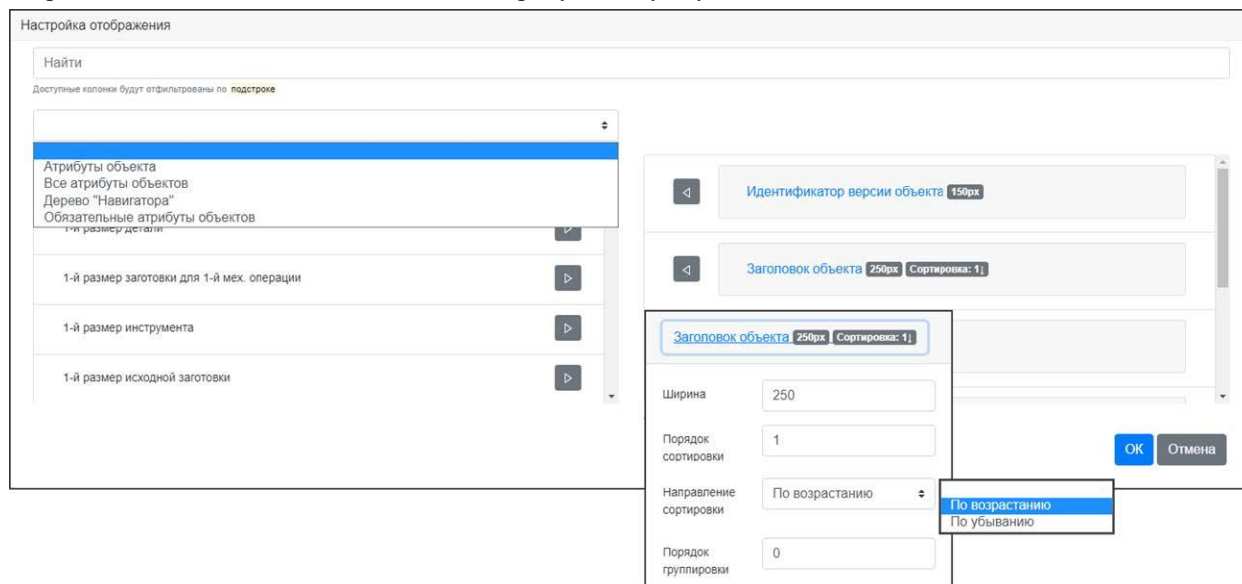 Настройка отображения
Найти
Доступные колонки будут отфильтрованы по подстроке
Атрибуты объекта
Все атрибуты объектов
Дерево "Навигатора"
Обязательные атрибуты объектов
1-й размер детали
1-й размер заготовки для 1-й мех. операции
1-й размер инструмента
1-й размер исходной заготовки
Идентификатор версии объекта 150px
Заголовок объекта 250px Сортировка: 1↓
Заголовок объекта 250px Сортировка: 1↓
Ширина 250
Порядок сортировки 1
Направление сортировки По возрастанию
По возрастанию
По убыванию
Порядок группировки 0
ОК Отмена